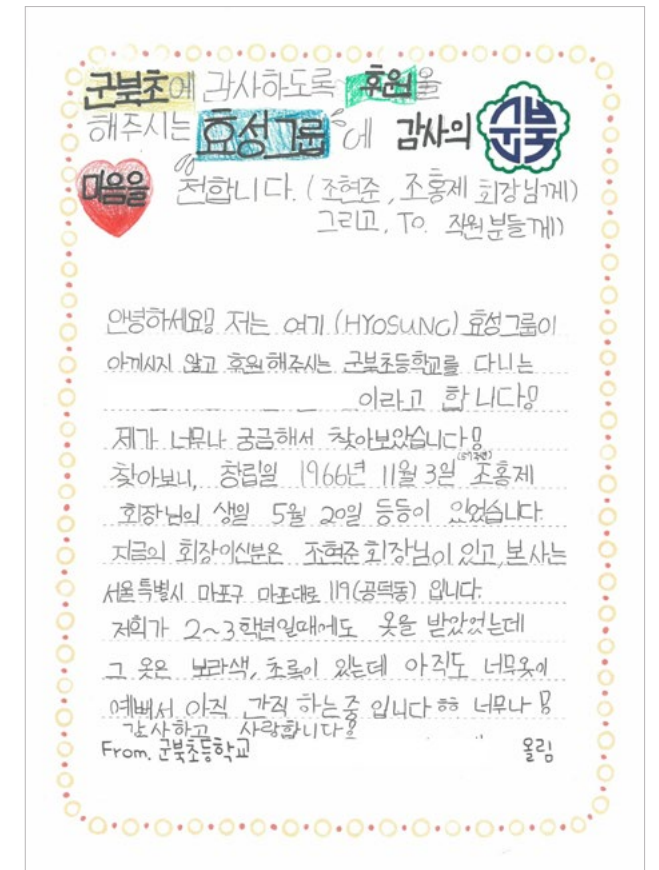 군북초에 감사하도록 후원을
해주시는 효성그룹에 감사의 군북
마음을 전합니다. (조현준, 조홍제 회장님께)
그리고, To. 직원분들께))
안녕하세요! 저는 여기 (HYOSUNG) 효성그룹이
아끼시지 않고 후원해주시는 군북초등학교를 다니는
이라고 합니다!
제가 너무나 궁금해서 찾아보았습니다!
찾아보니, 창립일 1966년 11월 3일 (57주년) 조홍제
회장님의 생일 5월 20일 등등이 있었습니다.
지금의 회장이신분은 조현준 회장님이 있고, 본사는
서울특별시 마포구 마포대로 119(공덕동) 입니다.
저희가 2~3학년일때에도 옷을 받았었는데
그 옷은 보라색, 초록이 있는데 아직도 너무옷이
예뻐서 아직 간직 하는중 입니다 ㅎㅎ 너무나 !
감사하고 사랑합니다!
From. 군북초등학교 올림